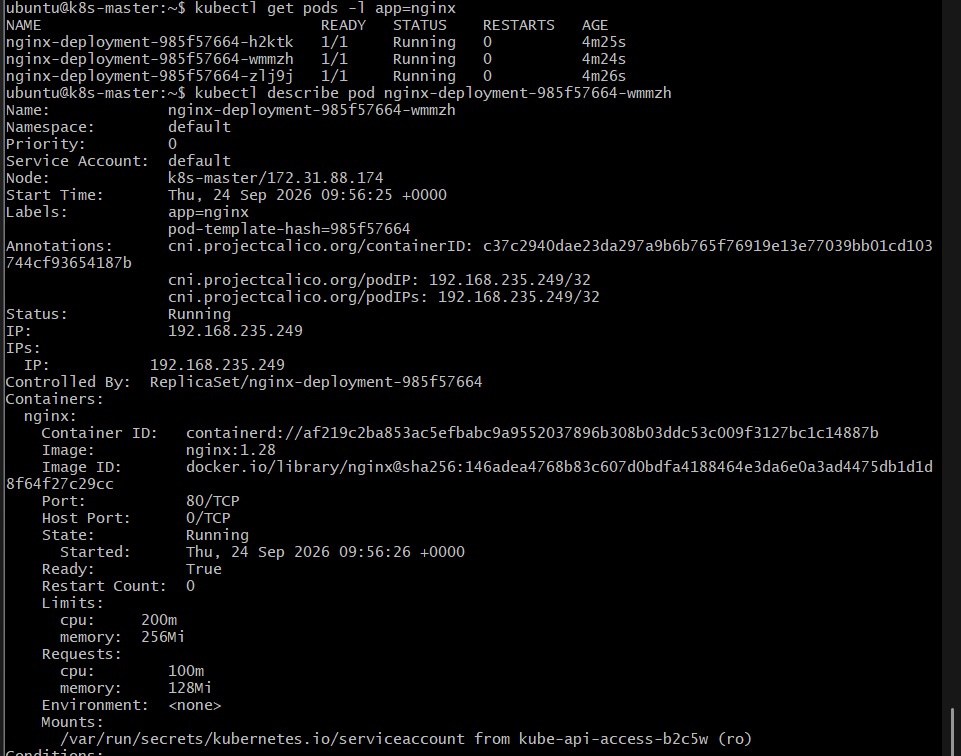 ubuntu@k8s-master:~$ kubectl get pods -l app=nginx
NAME                               READY   STATUS    RESTARTS   AGE
nginx-deployment-985f57664-h2ktk   1/1     Running   0          4m25s
nginx-deployment-985f57664-wmmzh   1/1     Running   0          4m24s
nginx-deployment-985f57664-zlj9j   1/1     Running   0          4m26s
ubuntu@k8s-master:~$ kubectl describe pod nginx-deployment-985f57664-wmmzh
Name:             nginx-deployment-985f57664-wmmzh
Namespace:        default
Priority:         0
Service Account:  default
Node:             k8s-master/172.31.88.174
Start Time:       Thu, 24 Sep 2026 09:56:25 +0000
Labels:           app=nginx
                  pod-template-hash=985f57664
Annotations:      cni.projectcalico.org/containerID: c37c2940dae23da297a9b6b765f76919e13e77039bb01cd103
744cf93654187b
                  cni.projectcalico.org/podIP: 192.168.235.249/32
                  cni.projectcalico.org/podIPs: 192.168.235.249/32
Status:           Running
IP:               192.168.235.249
IPs:
  IP:           192.168.235.249
Controlled By:  ReplicaSet/nginx-deployment-985f57664
Containers:
  nginx:
    Container ID:   containerd://af219c2ba853ac5efbabc9a9552037896b308b03ddc53c009f3127bc1c14887b
    Image:          nginx:1.28
    Image ID:       docker.io/library/nginx@sha256:146adea4768b83c607d0bdfa4188464e3da6e0a3ad4475db1d1d
8f64f27c29cc
    Port:           80/TCP
    Host Port:      0/TCP
    State:          Running
      Started:      Thu, 24 Sep 2026 09:56:26 +0000
    Ready:          True
    Restart Count:  0
    Limits:
      cpu:     200m
      memory:  256Mi
    Requests:
      cpu:        100m
      memory:     128Mi
    Environment:  <none>
    Mounts:
      /var/run/secrets/kubernetes.io/serviceaccount from kube-api-access-b2c5w (ro)
Conditions: